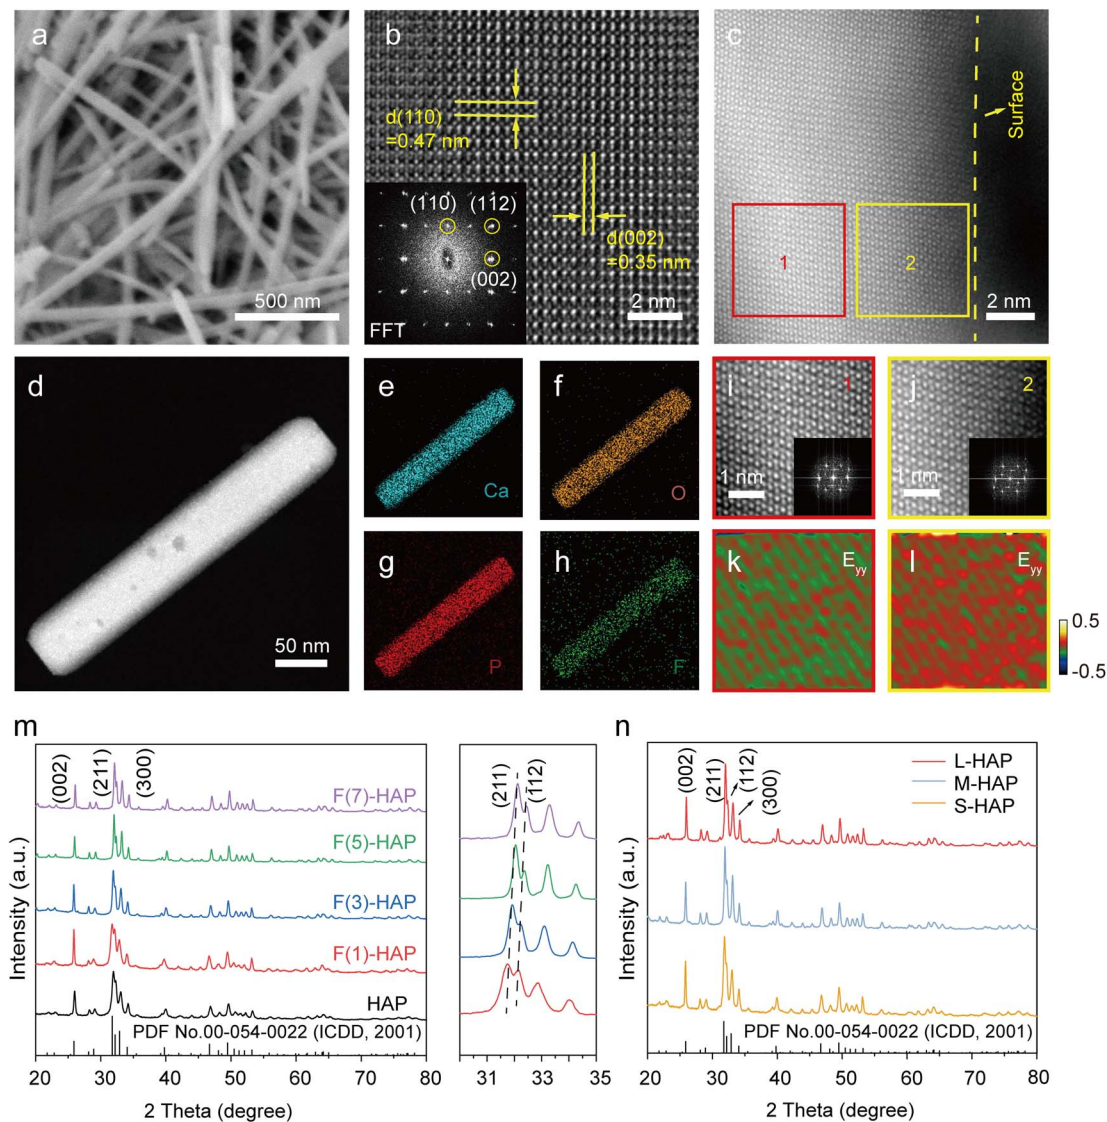 a
500 nm
b
d(110)
=0.47 nm
d(002)
=0.35 nm
(110)
(112)
(002)
FFT
2 nm
c
Surface
1
2
2 nm
d
50 nm
e
Ca
f
O
g
P
h
F
i
1
1 nm
j
2
1 nm
k
Eyy
l
Eyy
0.5
-0.5
m
(002)
(211)
(300)
F(7)-HAP
F(5)-HAP
F(3)-HAP
F(1)-HAP
HAP
PDF No.00-054-0022 (ICDD, 2001)
Intensity (a.u.)
20 30 40 50 60 70 80
2 Theta (degree)
(211)
(112)
31 33 35
n
(002)
(211)
(112)
(300)
L-HAP
M-HAP
S-HAP
PDF No.00-054-0022 (ICDD, 2001)
Intensity (a.u.)
20 30 40 50 60 70 80
2 Theta (degree)